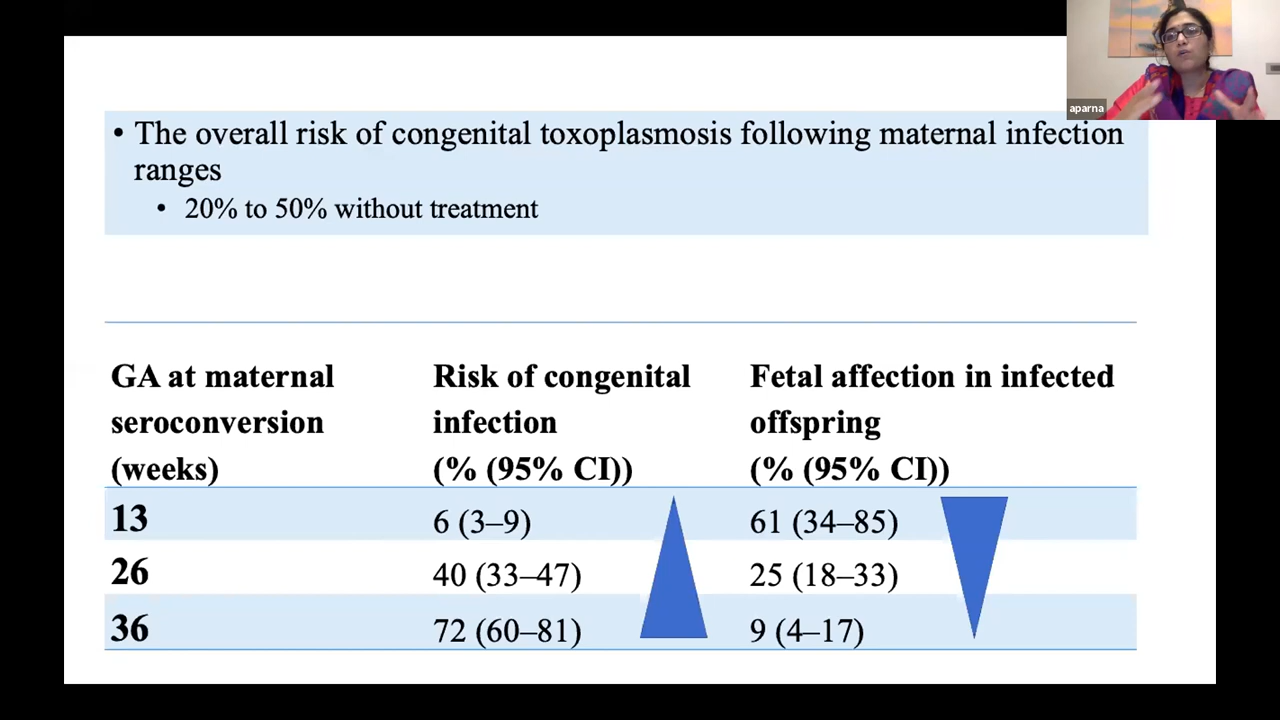 aparna
• The overall risk of congenital toxoplasmosis following maternal infection
ranges
• 20% to 50% without treatment
GA at maternal seroconversion (weeks)
Risk of congenital infection (% (95% CI))
Fetal affection in infected offspring (% (95% CI))
13 6 (3–9) 61 (34–85)
26 40 (33–47) 25 (18–33)
36 72 (60–81) 9 (4–17)